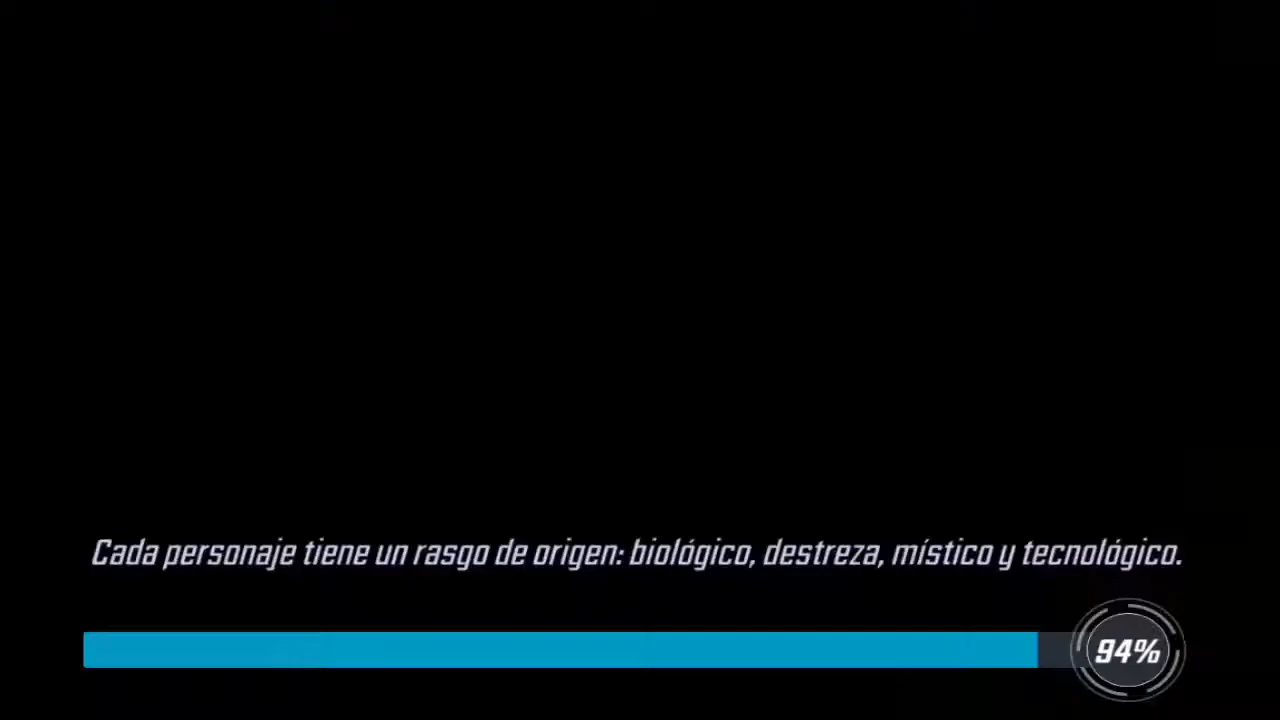 Cada personaje tiene un rasgo de origen: biológico, destreza, místico y tecnológico.
94%